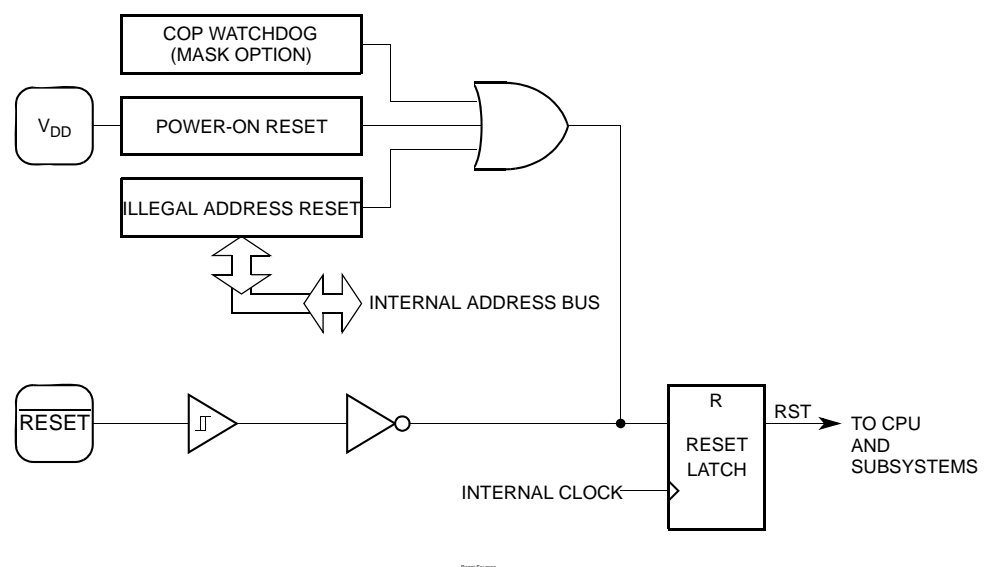 COP WATCHDOG
(MASK OPTION)
VDD
POWER-ON RESET
ILLEGAL ADDRESS RESET
INTERNAL ADDRESS BUS
RESET
R
RESET
LATCH
RST
TO CPU
AND
SUBSYSTEMS
INTERNAL CLOCK